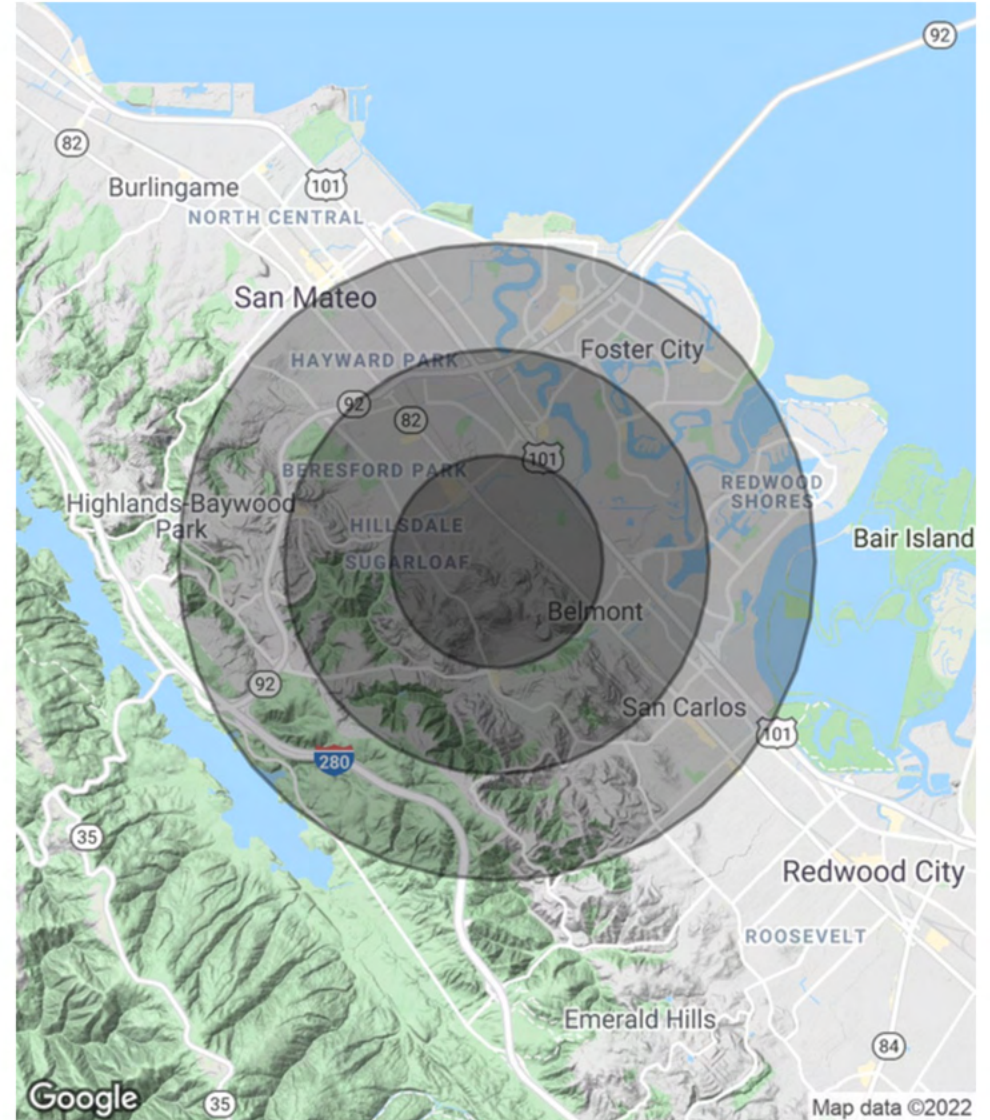 92
82
Burlingame
101
NORTH CENTRAL
San Mateo
Foster City
HAYWARD PARK
92
82
101
BERESFORD PARK
REDWOOD
SHORES
Highlands-Baywood
Park
HILLSDALE
Bair Island
SUGARLOAF
Belmont
92
San Carlos
101
280
35
Redwood City
ROOSEVELT
Emerald Hills
84
Google
35
Map data ©2022